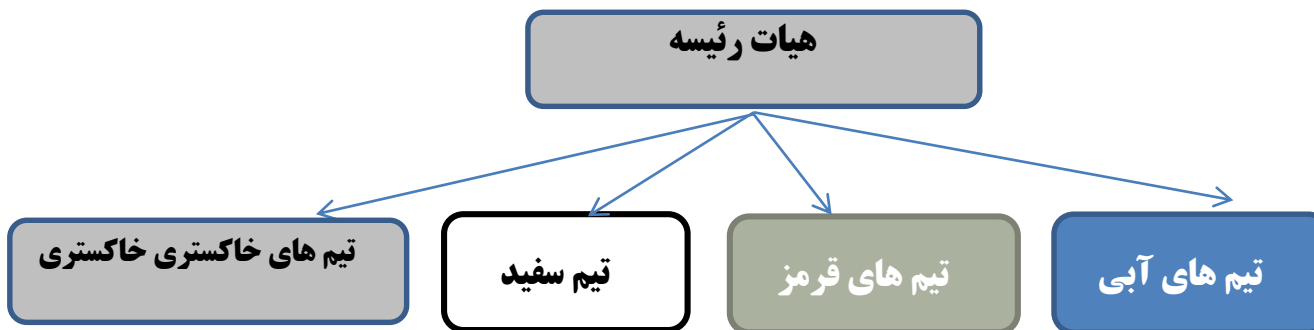 هیات رئیسه
تیم های آبی
تیم های قرمز
تیم سفید
تیم های خاکستری خاکستری